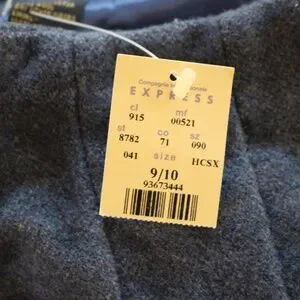 Compagnie Internationale
EXPRESS
cl mf
915 00521
st co sz
8782 71 090
041 size HCSX
9/10
93673444